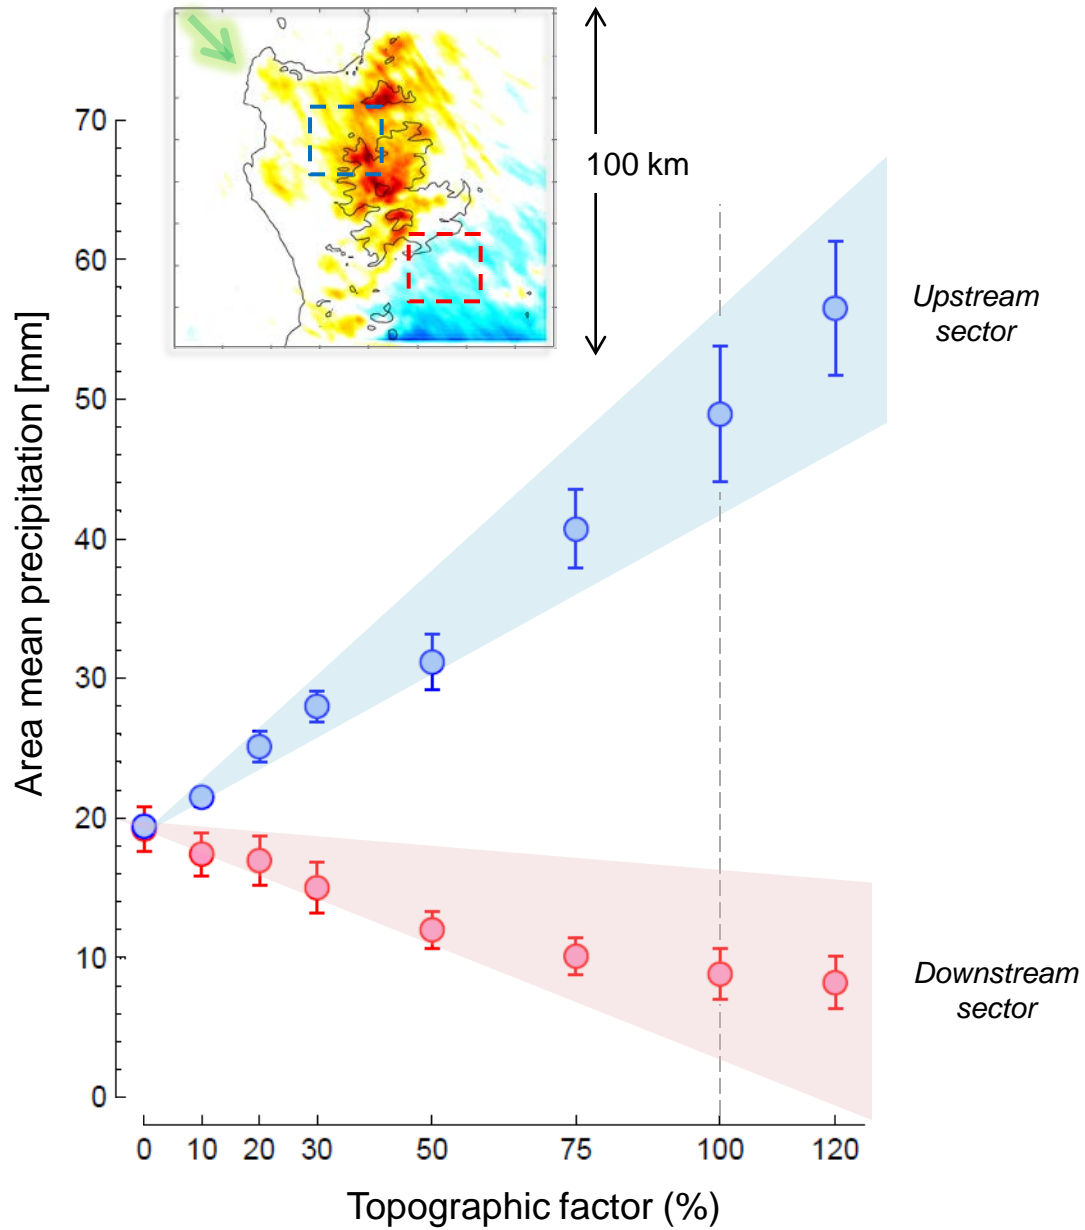 100 km
Area mean precipitation [mm]
70
60
50
40
30
20
10
0
Upstream
sector
Downstream
sector
0 10 20 30 50 75 100 120
Topographic factor (%)